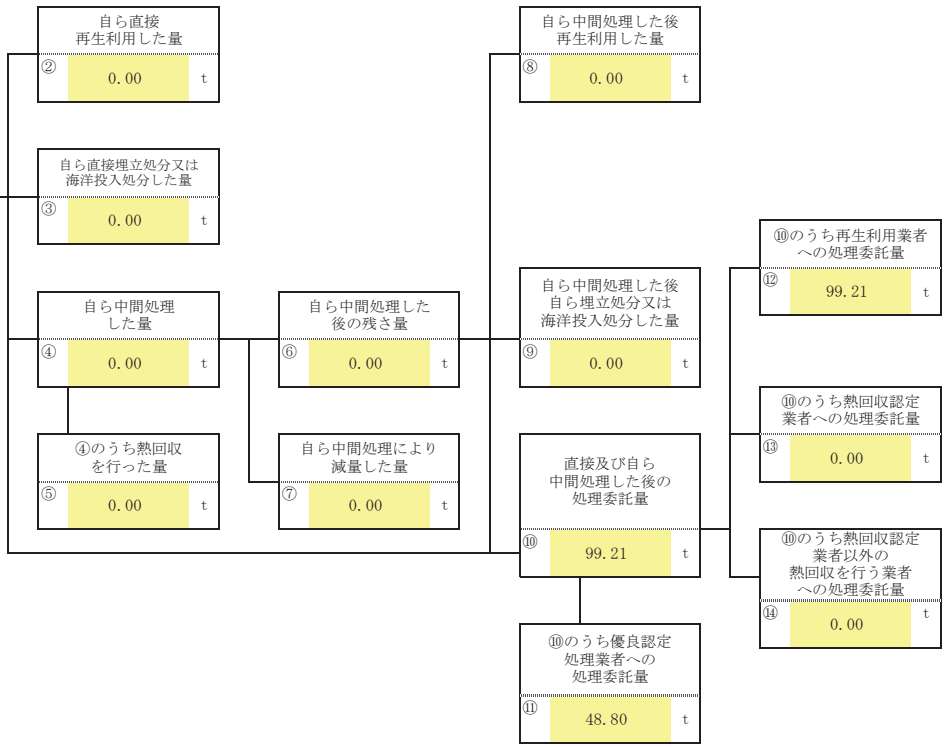 自ら直接
再生利用した量
② 0.00 t
自ら直接埋立処分又は
海洋投入処分した量
③ 0.00 t
自ら中間処理
した量
④ 0.00 t
④のうち熱回収
を行った量
⑤ 0.00 t
自ら中間処理した
後の残さ量
⑥ 0.00 t
自ら中間処理により
減量した量
⑦ 0.00 t
自ら中間処理した後
再生利用した量
⑧ 0.00 t
自ら中間処理した後
自ら埋立処分又は
海洋投入処分した量
⑨ 0.00 t
直接及び自ら
中間処理した後の
処理委託量
⑩ 99.21 t
⑩のうち優良認定
処理業者への
処理委託量
⑪ 48.80 t
⑩のうち再生利用業者
への処理委託量
⑫ 99.21 t
⑩のうち熱回収認定
業者への処理委託量
⑬ 0.00 t
⑩のうち熱回収認定
業者以外の
熱回収を行う業者
への処理委託量
⑭ 0.00 t